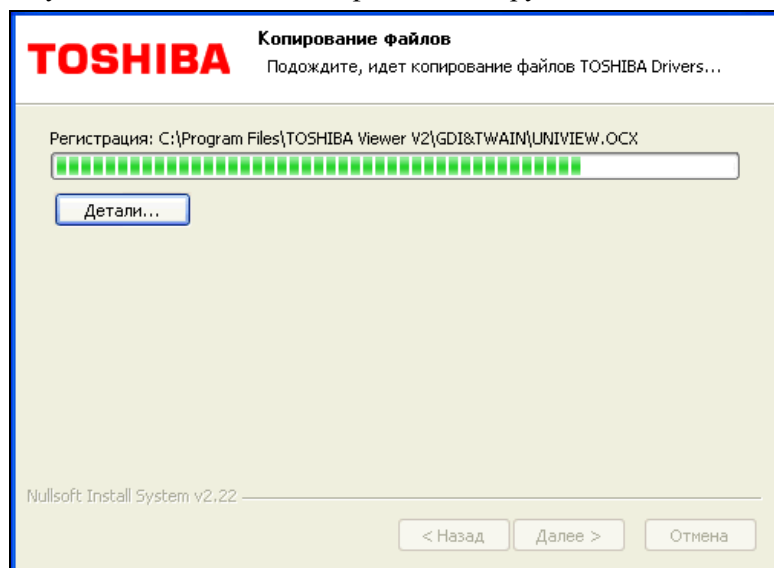 TOSHIBA
Копирование файлов
Подождите, идет копирование файлов TOSHIBA Drivers...
Регистрация: C:\Program Files\TOSHIBA Viewer V2\GDI&TWAIN\UNIVIEW.OCX
Детали...
Nullsoft Install System v2.22
< Назад Далее > Отмена